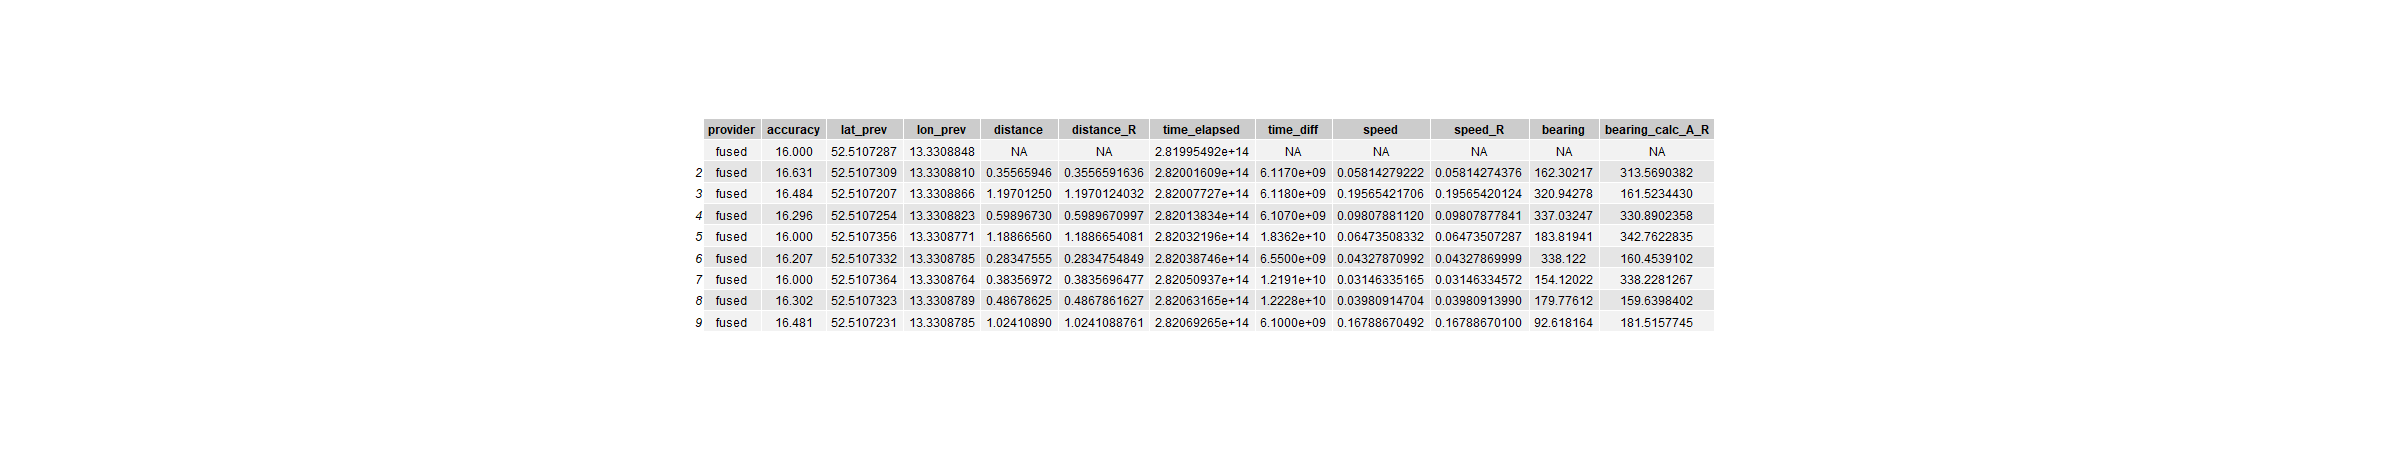 provider accuracy lat_prev lon_prev distance distance_R time_elapsed time_diff speed speed_R bearing bearing_calc_A_R
fused 16.000 52.5107287 13.3308848 NA NA 2.81995492e+14 NA NA NA NA NA
2 fused 16.631 52.5107309 13.3308810 0.35565946 0.3556591636 2.82001609e+14 6.1170e+09 0.05814279222 0.05814274376 162.30217 313.5690382
3 fused 16.484 52.5107207 13.3308866 1.19701250 1.1970124032 2.82007727e+14 6.1180e+09 0.19565421706 0.19565420124 320.94278 161.5234430
4 fused 16.296 52.5107254 13.3308823 0.59896730 0.5989670997 2.82013834e+14 6.1070e+09 0.09807881120 0.09807877841 337.03247 330.8902358
5 fused 16.000 52.5107356 13.3308771 1.18866560 1.1886654081 2.82032196e+14 1.8362e+10 0.06473508332 0.06473507287 183.81941 342.7622835
6 fused 16.207 52.5107332 13.3308785 0.28347555 0.2834754849 2.82038746e+14 6.5500e+09 0.04327870992 0.04327869999 338.122 160.4539102
7 fused 16.000 52.5107364 13.3308764 0.38356972 0.3835696477 2.82050937e+14 1.2191e+10 0.03146335165 0.03146334572 154.12022 338.2281267
8 fused 16.302 52.5107323 13.3308789 0.48678625 0.4867861627 2.82063165e+14 1.2228e+10 0.03980914704 0.03980913990 179.77612 159.6398402
9 fused 16.481 52.5107231 13.3308785 1.02410890 1.0241088761 2.82069265e+14 6.1000e+09 0.16788670492 0.16788670100 92.618164 181.5157745